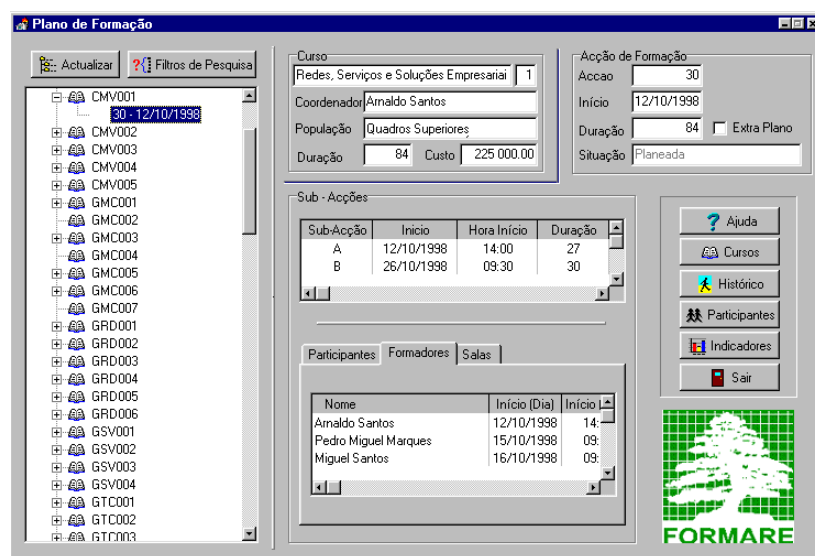 Plano de Formação
Actualizar
Filtros de Pesquisa
CMV001
30 - 12/10/1998
CMV002
CMV003
CMV004
CMV005
GMC001
GMC002
GMC003
GMC004
GMC005
GMC006
GMC007
GRD001
GRD002
GRD003
GRD004
GRD005
GRD006
GSV001
GSV002
GSV003
GSV004
GTC001
GTC002
GTC003
Curso
Redes, Serviços e Soluções Empresariai 1
Coordenador Arnaldo Santos
População Quadros Superiores
Duração 84 Custo 225 000.00
Acção de Formação
Accao 30
Início 12/10/1998
Duração 84 Extra Plano
Situação Planeada
Sub - Acções
Sub-Acção Inicio Hora Início Duração
A 12/10/1998 14:00 27
B 26/10/1998 09:30 30
Participantes Formadores Salas
Nome Início (Dia) Início
Arnaldo Santos 12/10/1998 14:
Pedro Miguel Marques 15/10/1998 09:
Miguel Santos 16/10/1998 09:
Ajuda
Cursos
Histórico
Participantes
Indicadores
Sair
FORMARE